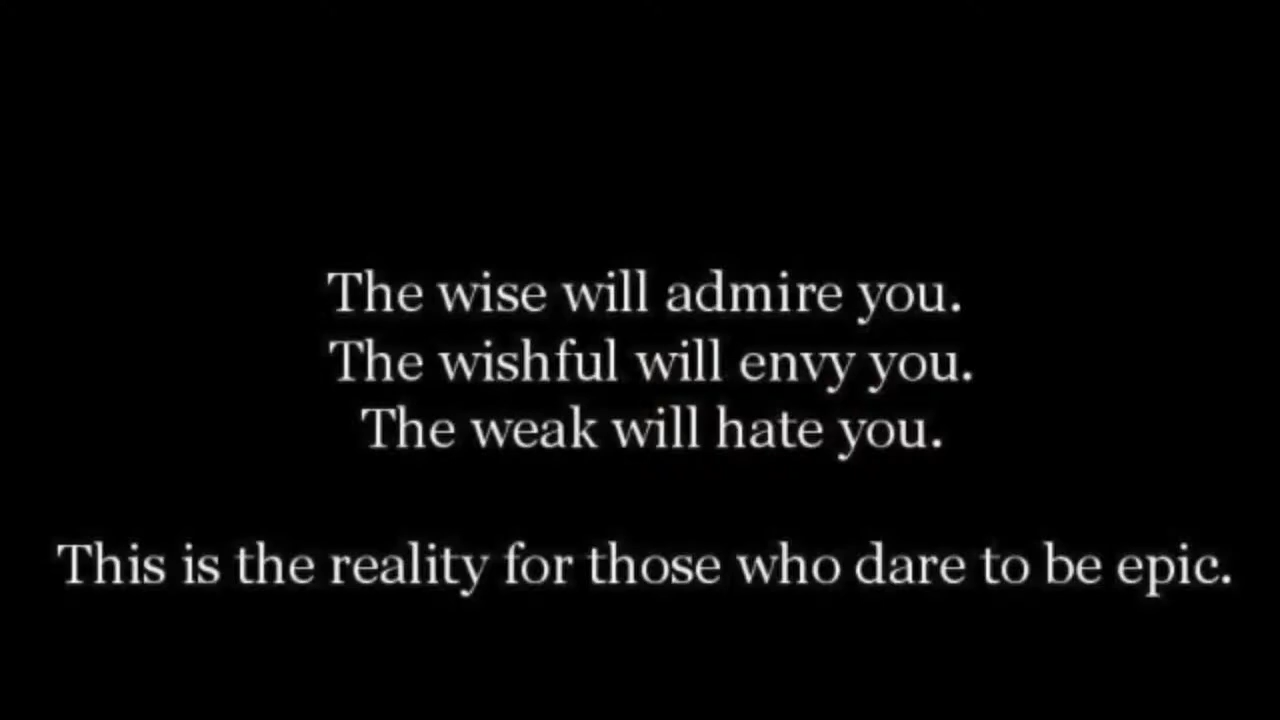 The wise will admire you.
The wishful will envy you.
The weak will hate you.
This is the reality for those who dare to be epic.